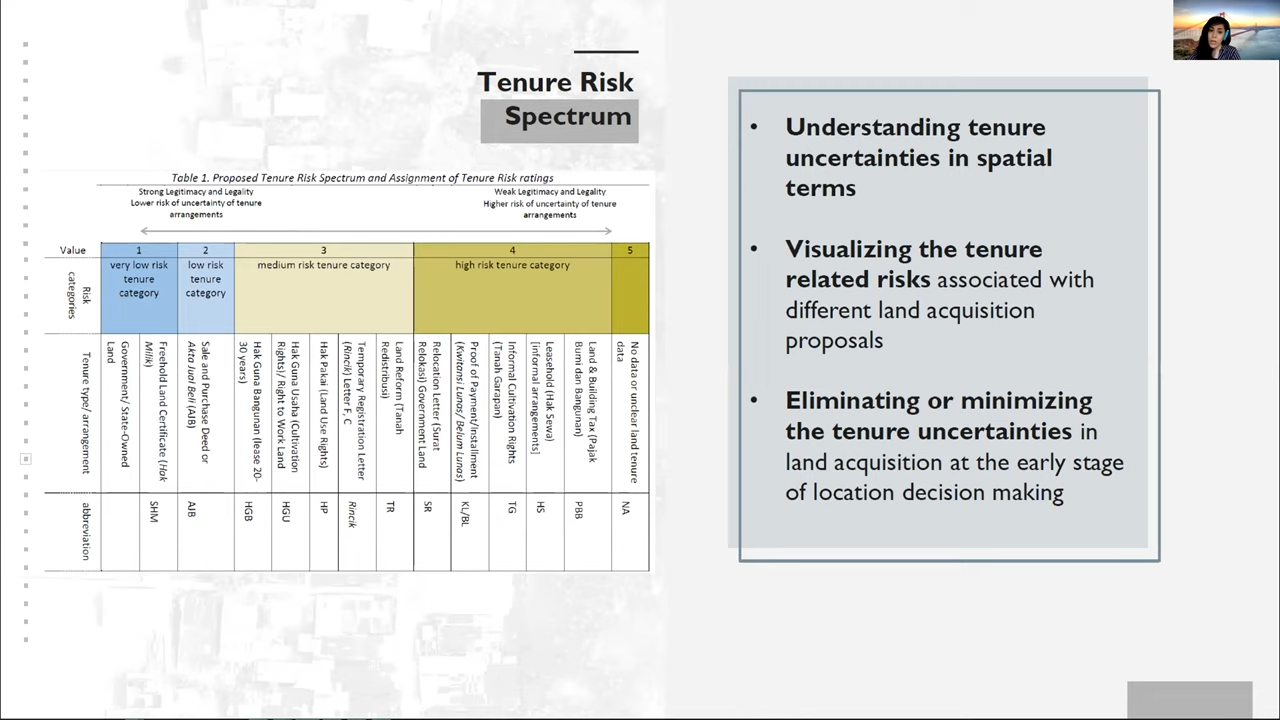 Tenure Risk
Spectrum
Table 1. Proposed Tenure Risk Spectrum and Assignment of Tenure Risk ratings
Strong Legitimacy and Legality
Lower risk of uncertainty of tenure
arrangements
Weak Legitimacy and Legality
Higher risk of uncertainty of tenure
arrangements
Value
1
2
3
4
5
Risk
categories
very low risk
tenure
category
low risk
tenure
category
medium risk tenure category
high risk tenure category
Tenure type/ arrangement
Government/ State-Owned
Land
Freehold Land Certificate (Hak
Milik)
Sale and Purchase Deed or
Akta Jual Beli (AJB)
Hak Guna Bangunan (lease 20-
30 years)
Hak Guna Usaha (Cultivation
Rights)/ Right to Work Land
Hak Pakai (Land Use Rights)
Temporary Registration Letter
(Rincik) Letter F, C
Land Reform (Tanah
Redistribusi)
Relocation Letter (Surat
Relokasi) Government Land
Proof of Payment/Installment
(Kwitansi Lunas/ Belum Lunas)
Informal Cultivation Rights
(Tanah Garapan)
Leasehold (Hak Sewa)
[informal arrangements]
Land & Building Tax (Pajak
Bumi dan Bangunan)
No data or unclear land tenure
data
abbreviation
SHM
AJB
HGB
HGU
HP
Rincik
TR
SR
KL/BL
TG
HS
PBB
NA
• Understanding tenure
uncertainties in spatial
terms
• Visualizing the tenure
related risks associated with
different land acquisition
proposals
• Eliminating or minimizing
the tenure uncertainties in
land acquisition at the early stage
of location decision making